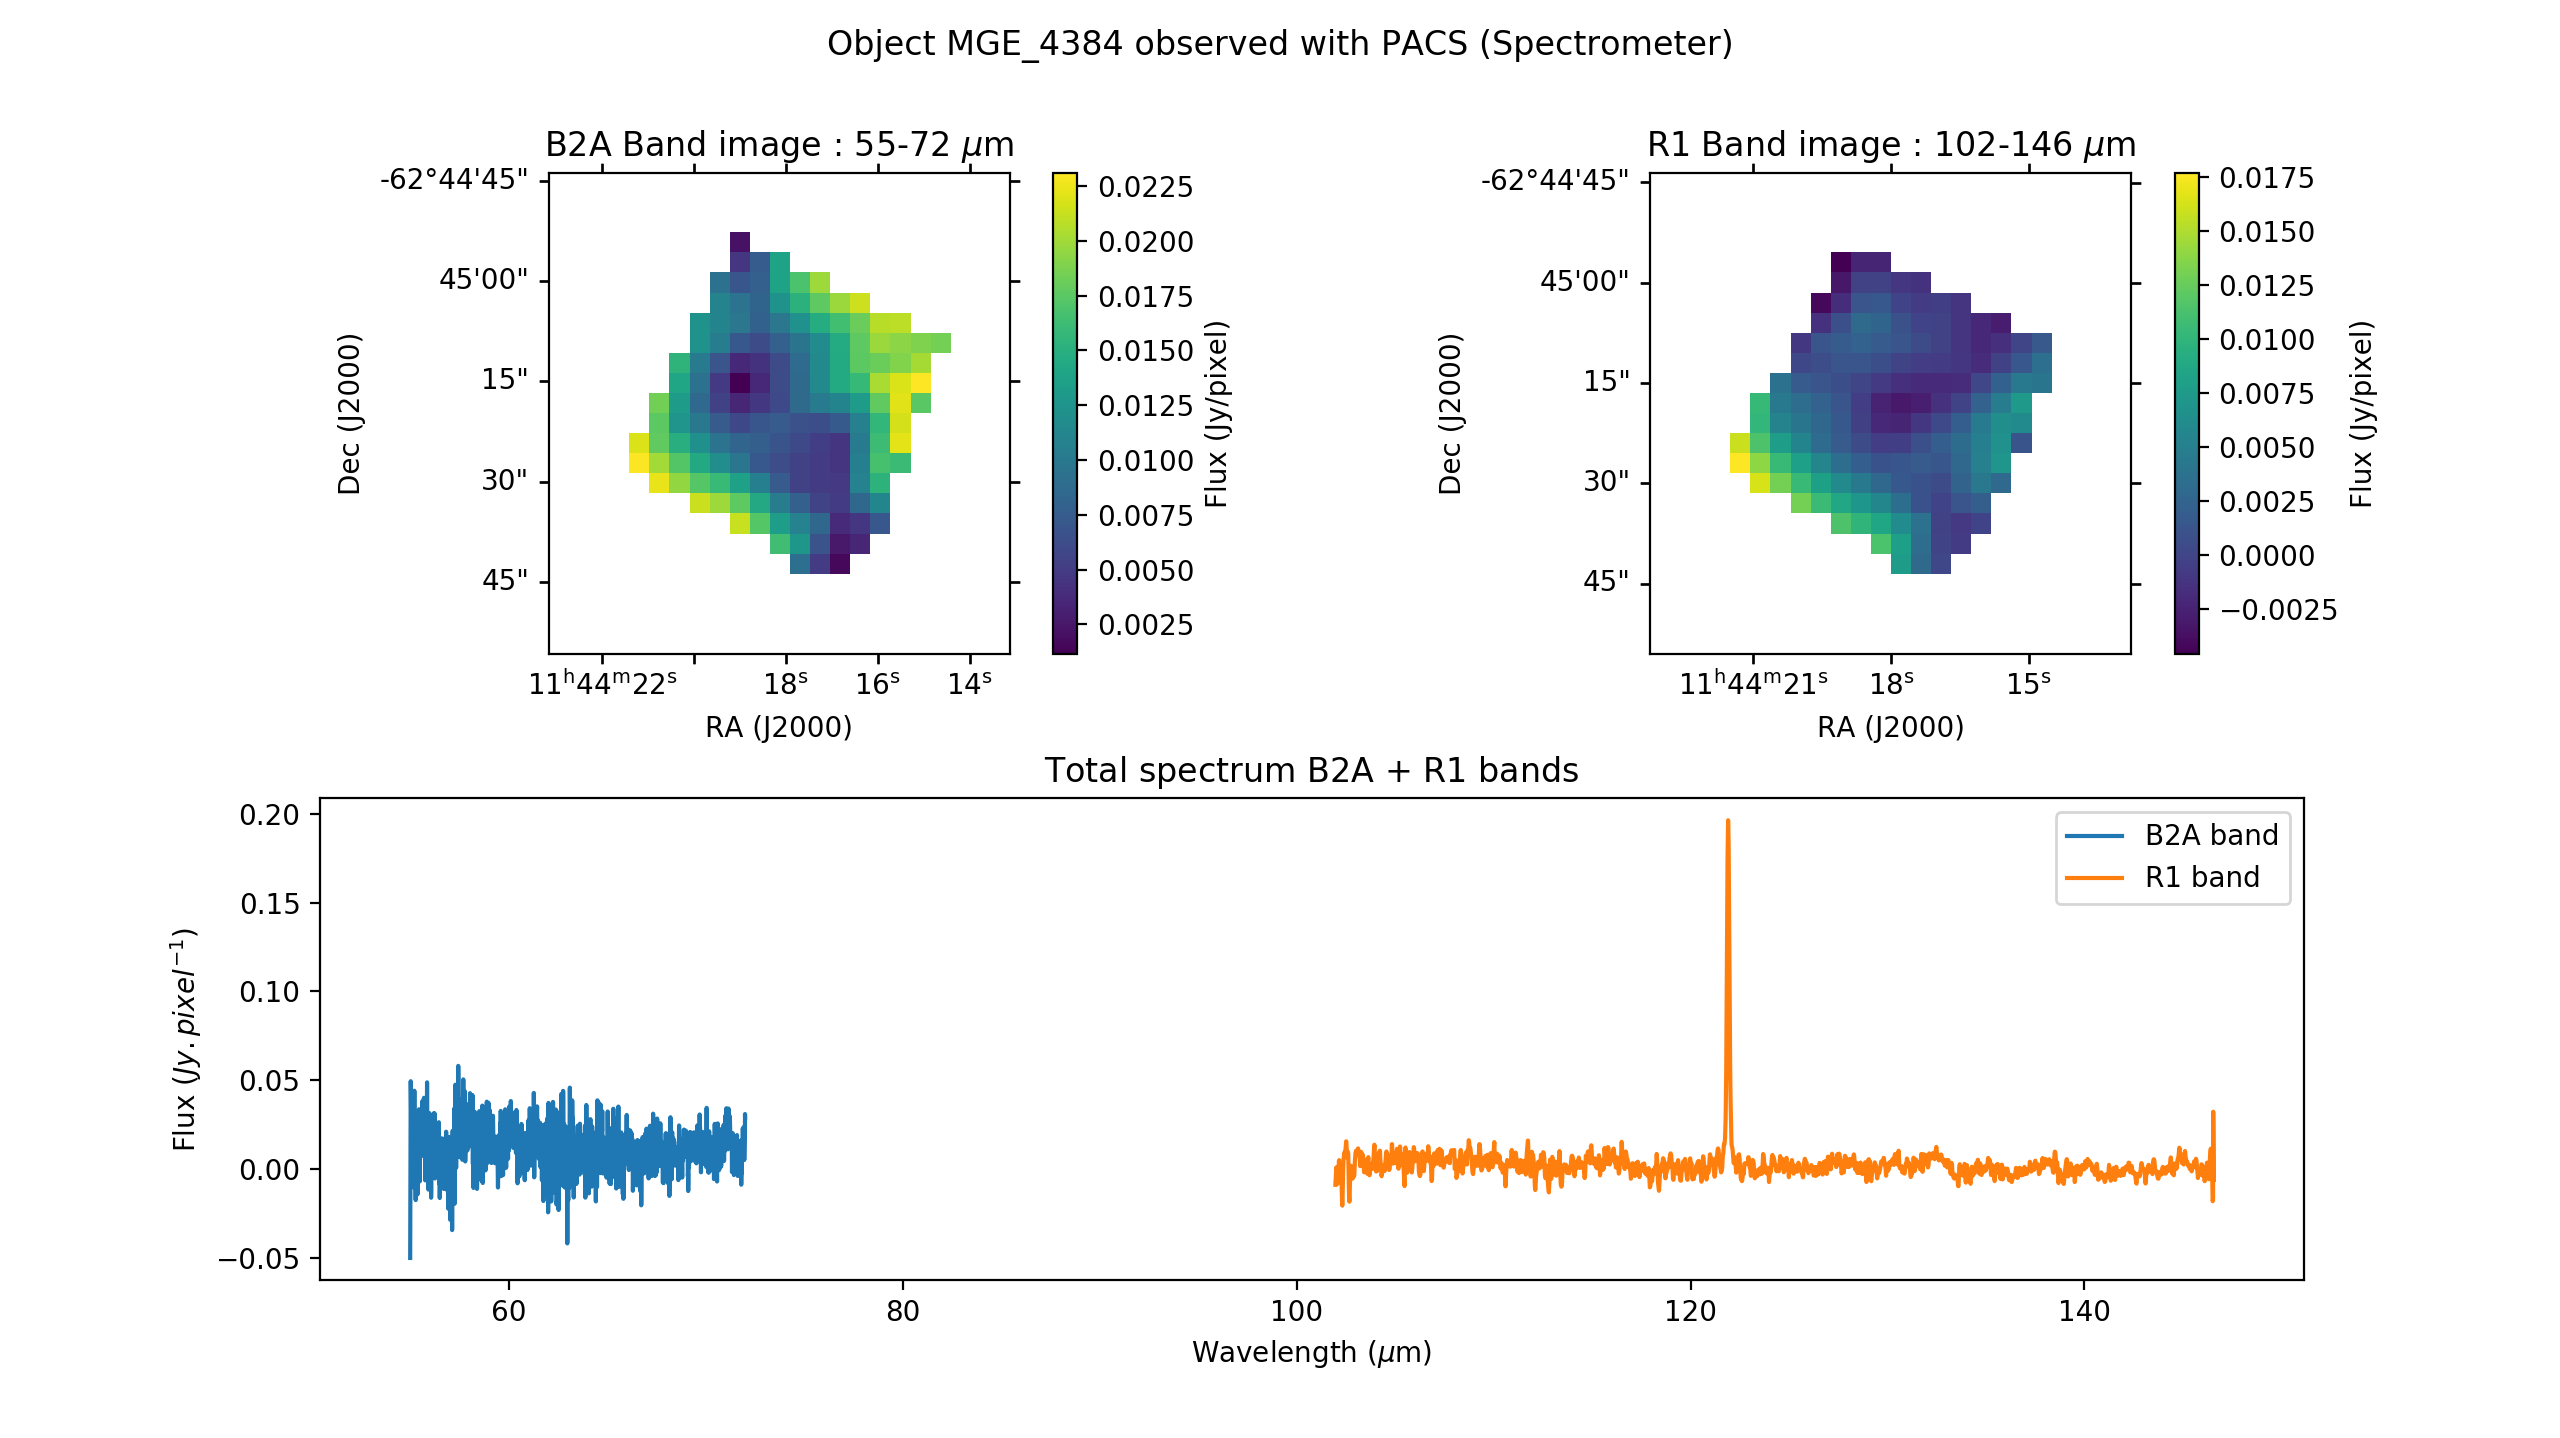 Object MGE_4384 observed with PACS (Spectrometer)
B2A Band image : 55-72 μm
-62°44'45"
45'00"
15"
30"
45"
Dec (J2000)
11ʰ44ᵐ22ˢ
18ˢ
16ˢ
14ˢ
RA (J2000)
0.0225
0.0200
0.0175
0.0150
0.0125
0.0100
0.0075
0.0050
0.0025
Flux (Jy/pixel)
R1 Band image : 102-146 μm
-62°44'45"
45'00"
15"
30"
45"
Dec (J2000)
11ʰ44ᵐ21ˢ
18ˢ
15ˢ
RA (J2000)
0.0175
0.0150
0.0125
0.0100
0.0075
0.0050
0.0025
0.0000
−0.0025
Flux (Jy/pixel)
Total spectrum B2A + R1 bands
0.20
0.15
0.10
0.05
0.00
−0.05
Flux (Jy.pixel⁻¹)
B2A band
R1 band
60
80
100
120
140
Wavelength (μm)